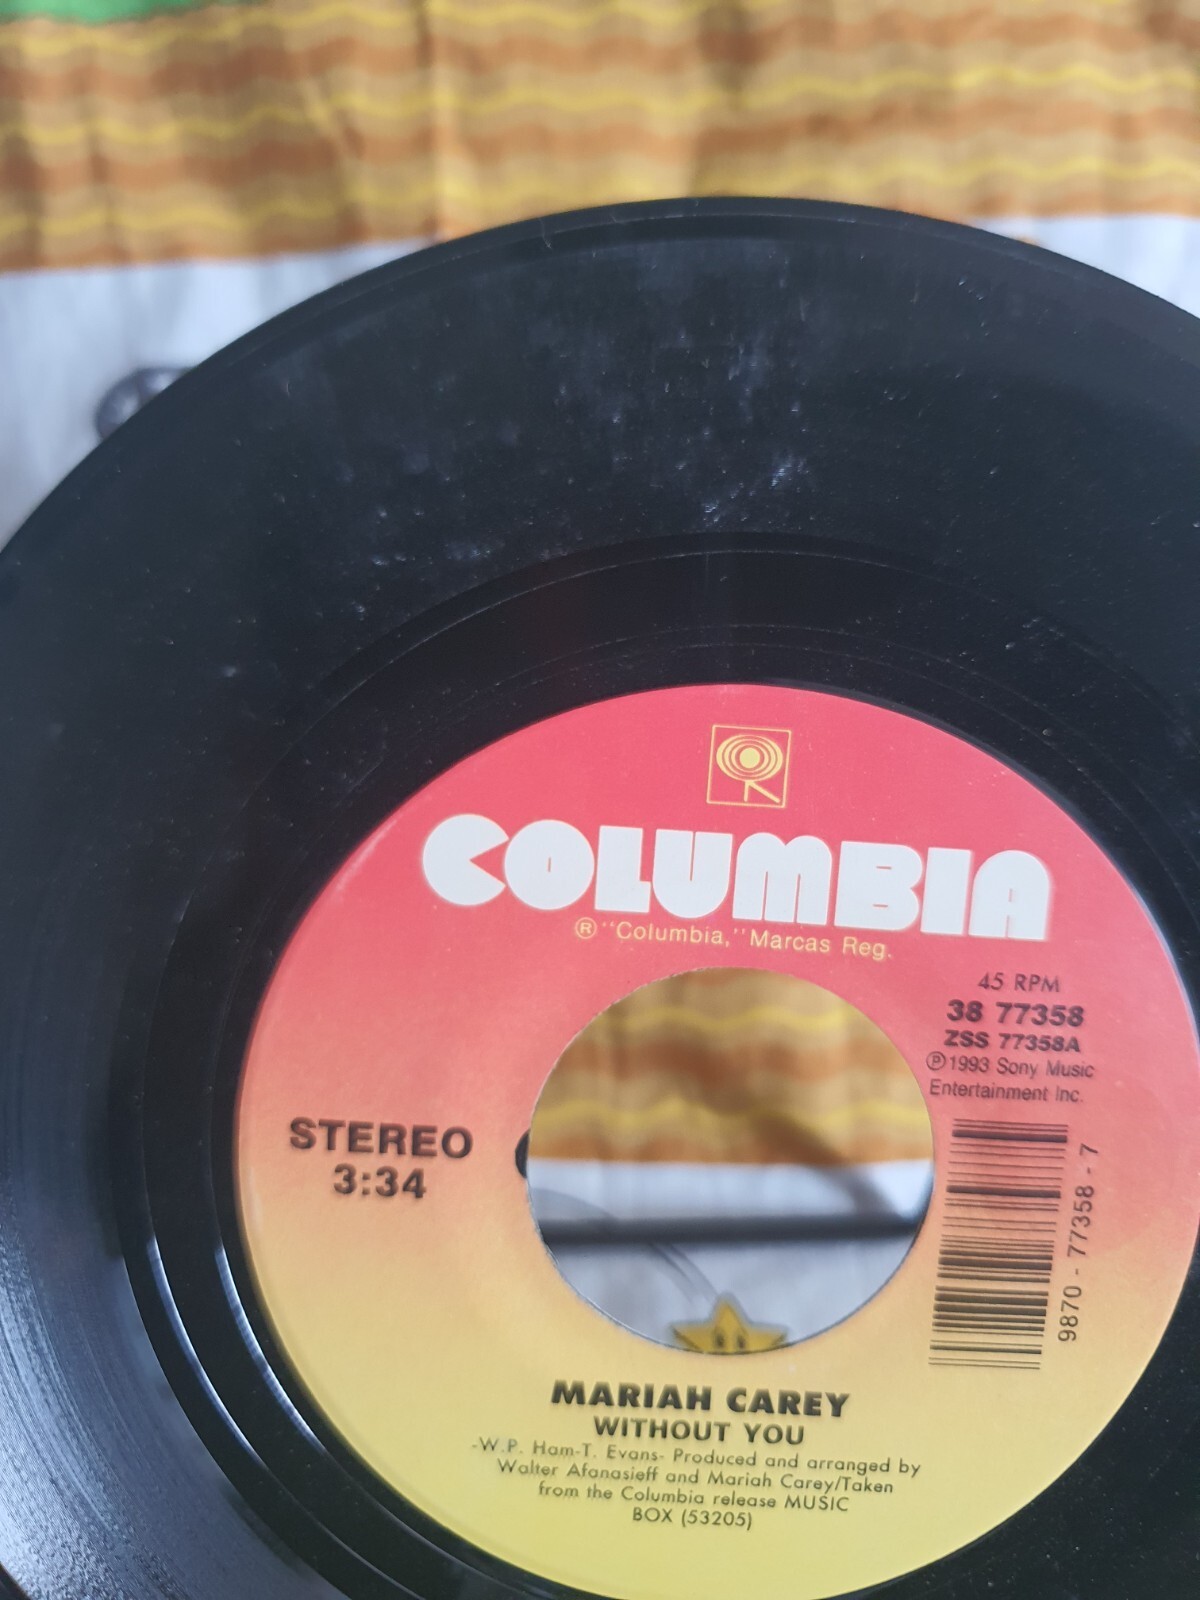 COLUMBIA
® "Columbia," Marcas Reg.
45 RPM
38 77358
ZSS 77358A
℗1993 Sony Music
Entertainment Inc.
STEREO
3:34
9870 - 77358 - 7
MARIAH CAREY
WITHOUT YOU
-W.P. Ham-T. Evans- Produced and arranged by
Walter Afanasieff and Mariah Carey/Taken
from the Columbia release MUSIC
BOX (53205)